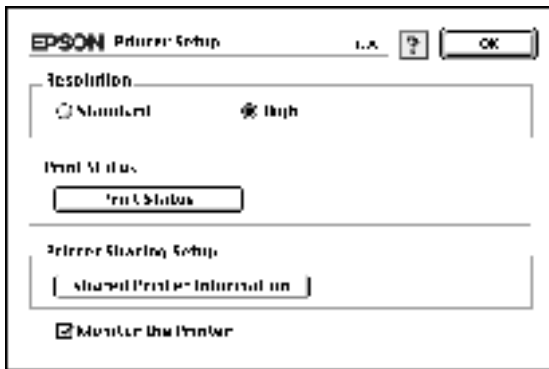 EPSON Printer Setup ? OK
Resolution
Standard High
Print Status
Print Status
Printer Sharing Setup
Shared Printer Information
Monitor the Printer